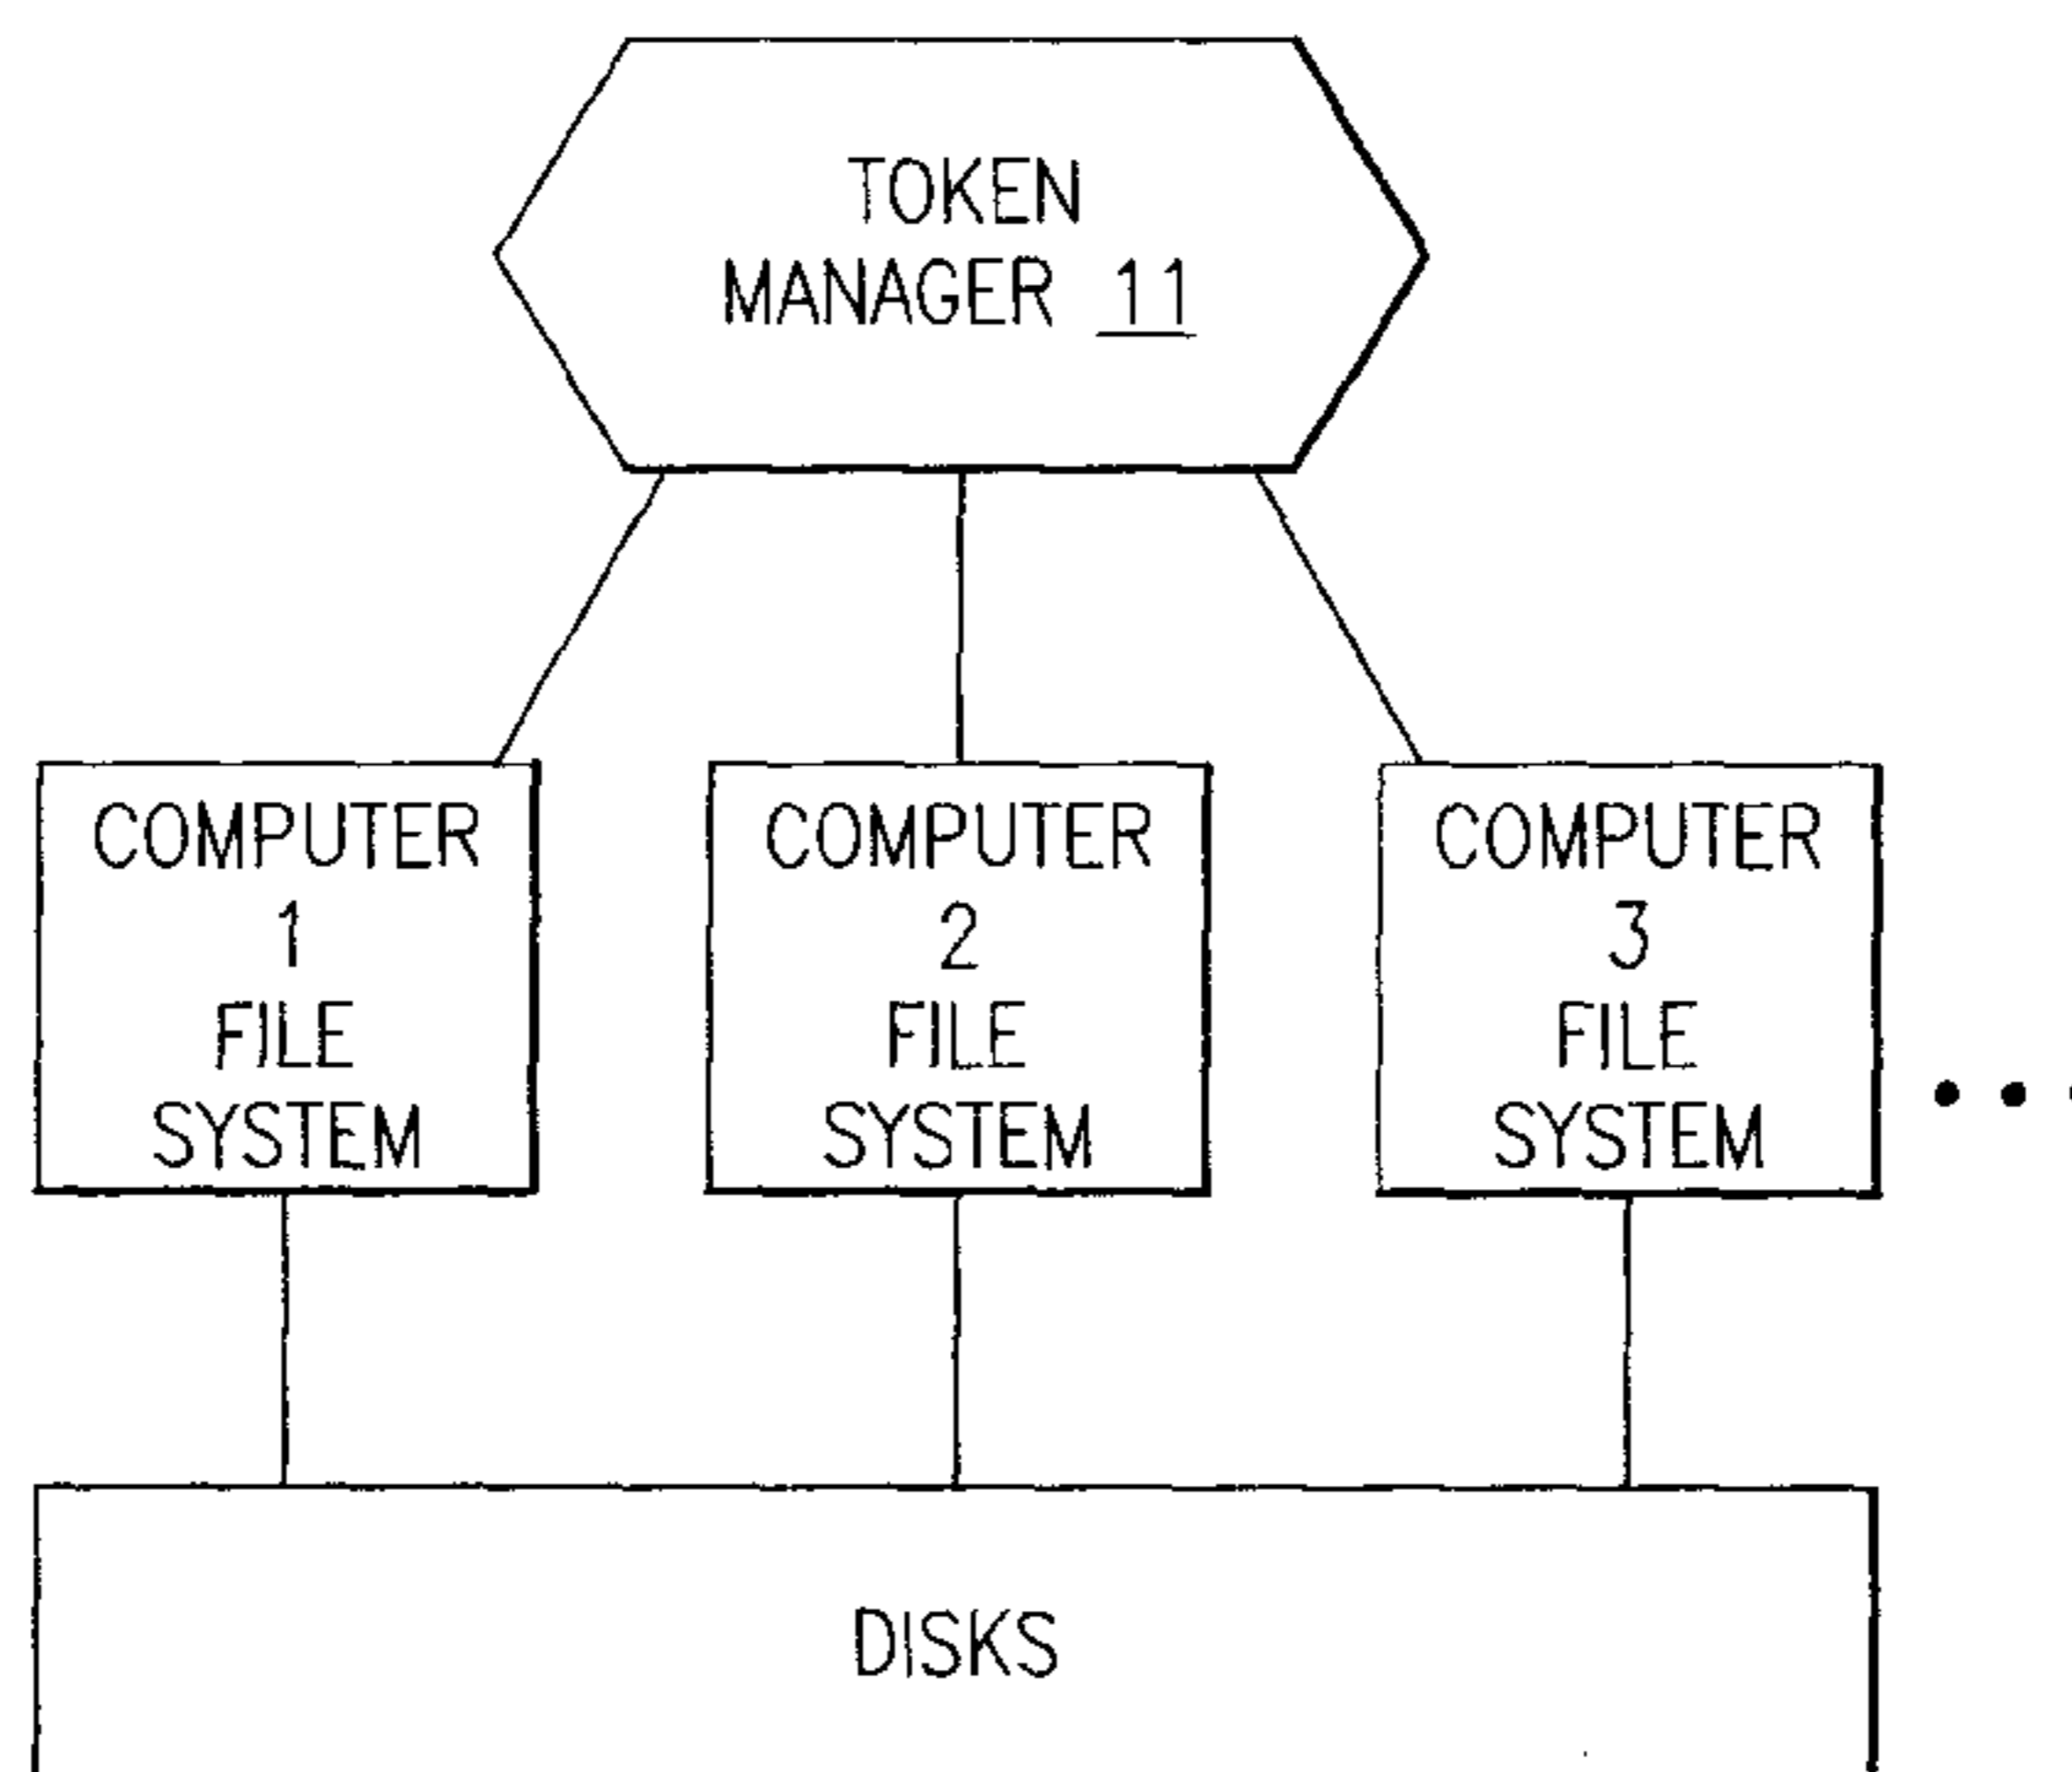 TOKEN
MANAGER 11
COMPUTER
1
FILE
SYSTEM
COMPUTER
2
FILE
SYSTEM
COMPUTER
3
FILE
SYSTEM
DISKS